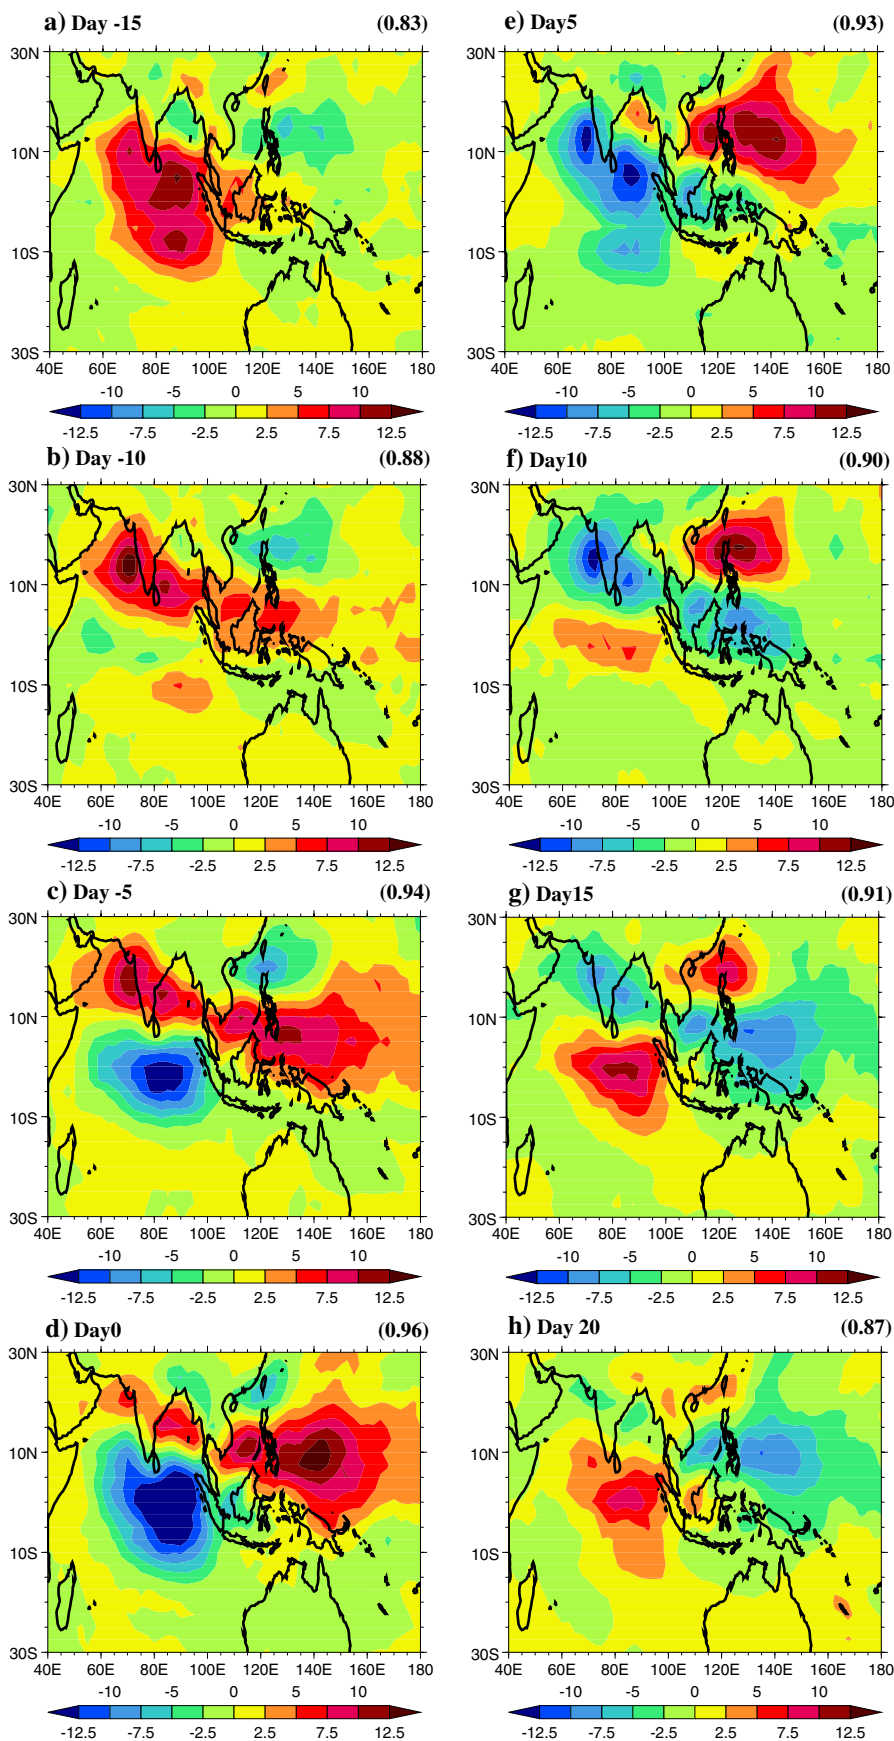 a) Day -15 (0.83)
30N
10N
10S
30S
40E 60E 80E 100E 120E 140E 160E 180
-10 -5 0 5 10
-12.5 -7.5 -2.5 2.5 7.5 12.5
b) Day -10 (0.88)
30N
10N
10S
30S
40E 60E 80E 100E 120E 140E 160E 180
-10 -5 0 5 10
-12.5 -7.5 -2.5 2.5 7.5 12.5
c) Day -5 (0.94)
30N
10N
10S
30S
40E 60E 80E 100E 120E 140E 160E 180
-10 -5 0 5 10
-12.5 -7.5 -2.5 2.5 7.5 12.5
d) Day0 (0.96)
30N
10N
10S
30S
40E 60E 80E 100E 120E 140E 160E 180
-10 -5 0 5 10
-12.5 -7.5 -2.5 2.5 7.5 12.5
e) Day5 (0.93)
30N
10N
10S
30S
40E 60E 80E 100E 120E 140E 160E 180
-10 -5 0 5 10
-12.5 -7.5 -2.5 2.5 7.5 12.5
f) Day10 (0.90)
30N
10N
10S
30S
40E 60E 80E 100E 120E 140E 160E 180
-10 -5 0 5 10
-12.5 -7.5 -2.5 2.5 7.5 12.5
g) Day15 (0.91)
30N
10N
10S
30S
40E 60E 80E 100E 120E 140E 160E 180
-10 -5 0 5 10
-12.5 -7.5 -2.5 2.5 7.5 12.5
h) Day 20 (0.87)
30N
10N
10S
30S
40E 60E 80E 100E 120E 140E 160E 180
-10 -5 0 5 10
-12.5 -7.5 -2.5 2.5 7.5 12.5